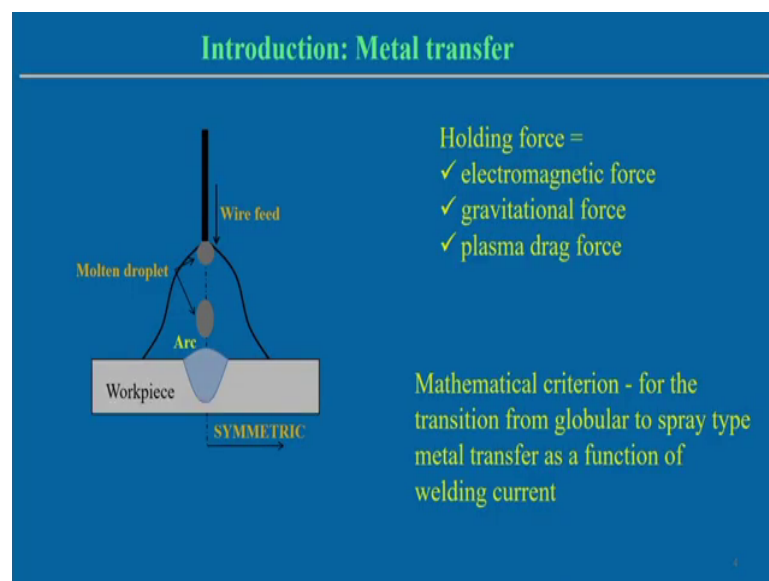 Introduction: Metal transfer
Wire feed
Molten droplet
Arc
Workpiece
SYMMETRIC
Holding force =
✓ electromagnetic force
✓ gravitational force
✓ plasma drag force
Mathematical criterion - for the
transition from globular to spray type
metal transfer as a function of
welding current
4